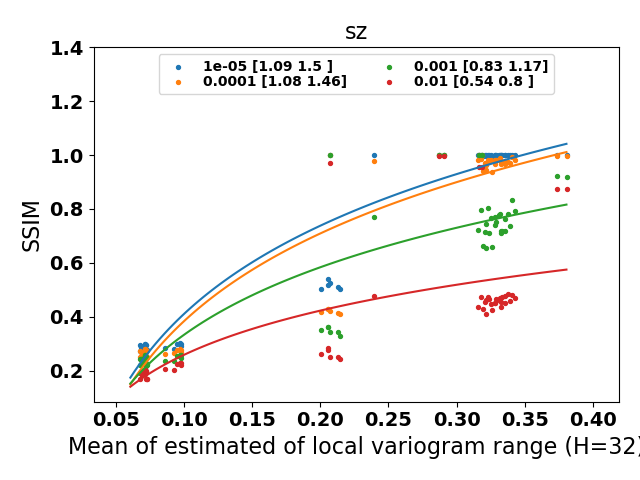 sz
1.4
1e-05 [1.09 1.5 ] 0.001 [0.83 1.17]
0.0001 [1.08 1.46] 0.01 [0.54 0.8 ]
1.2
1.0
0.8
0.6
0.4
0.2
SSIM
0.05 0.10 0.15 0.20 0.25 0.30 0.35 0.40
Mean of estimated of local variogram range (H=32)